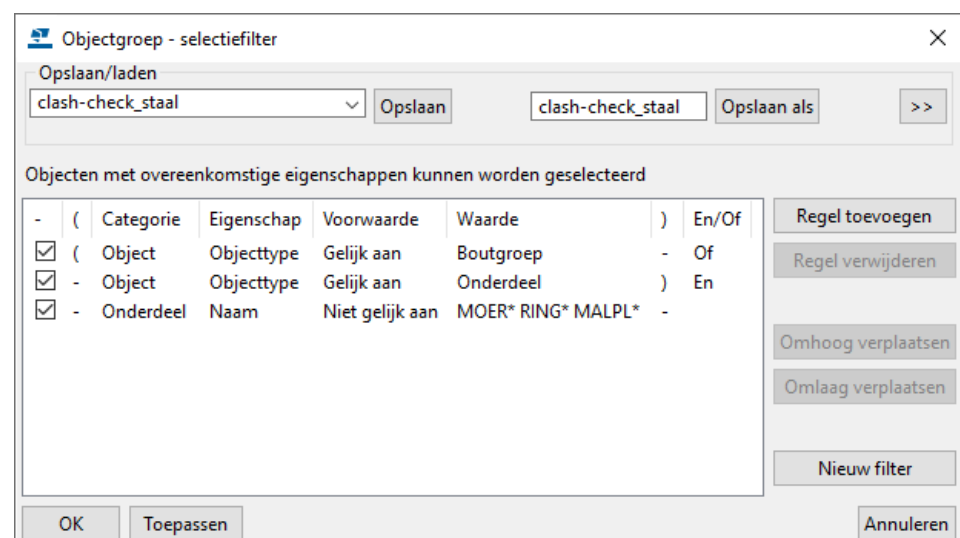 Objectgroep - selectiefilter
Opslaan/laden
clash-check_staal Opslaan clash-check_staal Opslaan als >>
Objecten met overeenkomstige eigenschappen kunnen worden geselecteerd
- ( Categorie Eigenschap Voorwaarde Waarde ) En/Of
( Object Objecttype Gelijk aan Boutgroep - Of
- Object Objecttype Gelijk aan Onderdeel ) En
- Onderdeel Naam Niet gelijk aan MOER* RING* MALPL* -
Regel toevoegen
Regel verwijderen
Omhoog verplaatsen
Omlaag verplaatsen
Nieuw filter
OK Toepassen Annuleren